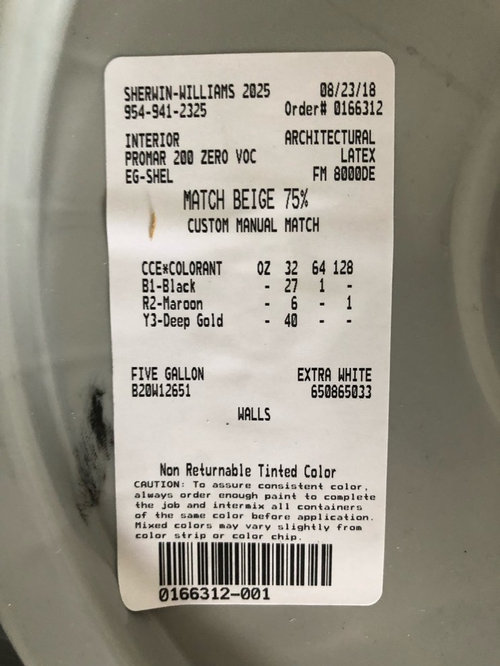 SHERWIN-WILLIAMS 2025 08/23/18
954-941-2325 Order# 0166312
INTERIOR ARCHITECTURAL
PROMAR 200 ZERO VOC LATEX
EG-SHEL FM 8000DE
MATCH BEIGE 75%
CUSTOM MANUAL MATCH
CCE*COLORANT OZ 32 64 128
B1-Black - 27 1 -
R2-Maroon - 6 - 1
Y3-Deep Gold - 40 - -
FIVE GALLON EXTRA WHITE
B20W12651 650865033
WALLS
Non Returnable Tinted Color
CAUTION: To assure consistent color,
always order enough paint to complete
the job and intermix all containers
of the same color before application.
Mixed colors may vary slightly from
color strip or color chip.
0166312-001